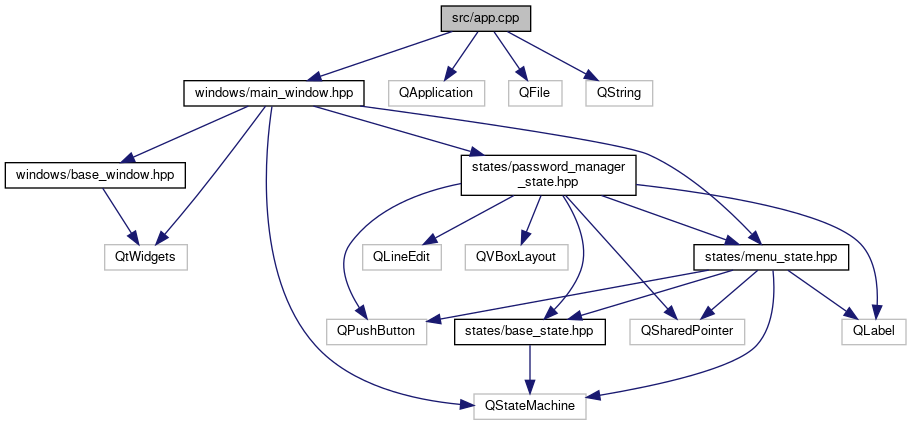 src/app.cpp
windows/main_window.hpp
QApplication
QFile
QString
windows/base_window.hpp
states/password_manager
_state.hpp
QtWidgets
QLineEdit
QVBoxLayout
states/menu_state.hpp
QPushButton
states/base_state.hpp
QSharedPointer
QLabel
QStateMachine